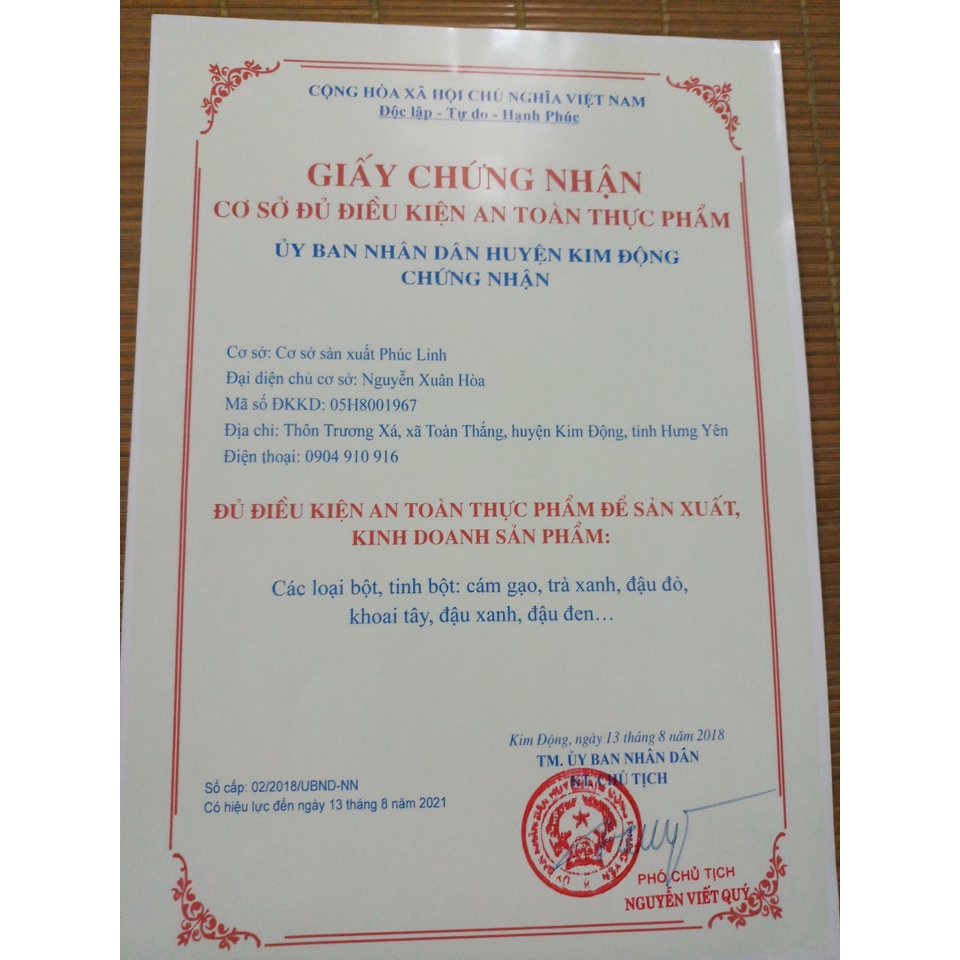 CỘNG HÒA XÃ HỘI CHỦ NGHĨA VIỆT NAM
Độc lập - Tự do - Hạnh Phúc
GIẤY CHỨNG NHẬN
CƠ SỞ ĐỦ ĐIỀU KIỆN AN TOÀN THỰC PHẨM
ỦY BAN NHÂN DÂN HUYỆN KIM ĐỘNG
CHỨNG NHẬN
Cơ sở: Cơ sở sản xuất Phúc Linh
Đại diện chủ cơ sở: Nguyễn Xuân Hòa
Mã số ĐKKD: 05H8001967
Địa chỉ: Thôn Trương Xá, xã Toàn Thắng, huyện Kim Động, tỉnh Hưng Yên
Điện thoại: 0904 910 916
ĐỦ ĐIỀU KIỆN AN TOÀN THỰC PHẨM ĐỂ SẢN XUẤT,
KINH DOANH SẢN PHẨM:
Các loại bột, tinh bột: cám gạo, trà xanh, đậu đỏ,
khoai tây, đậu xanh, đậu đen...
Kim Động, ngày 13 tháng 8 năm 2018
TM. ỦY BAN NHÂN DÂN
KT. CHỦ TỊCH
Số cấp: 02/2018/UBND-NN
Có hiệu lực đến ngày 13 tháng 8 năm 2021
PHÓ CHỦ TỊCH
NGUYỄN VIẾT QUÝ